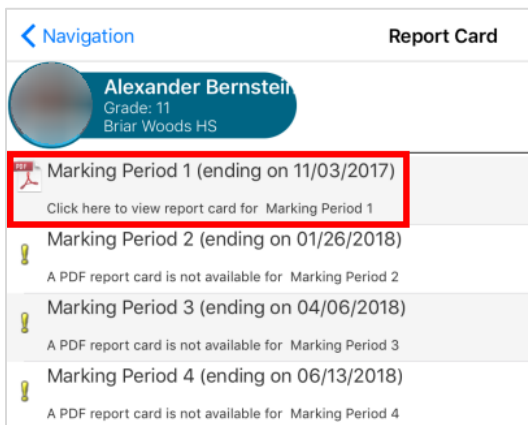 Navigation
Report Card
Alexander Bernstein
Grade: 11
Briar Woods HS
PDF
Marking Period 1 (ending on 11/03/2017)
Click here to view report card for Marking Period 1
Marking Period 2 (ending on 01/26/2018)
A PDF report card is not available for Marking Period 2
Marking Period 3 (ending on 04/06/2018)
A PDF report card is not available for Marking Period 3
Marking Period 4 (ending on 06/13/2018)
A PDF report card is not available for Marking Period 4